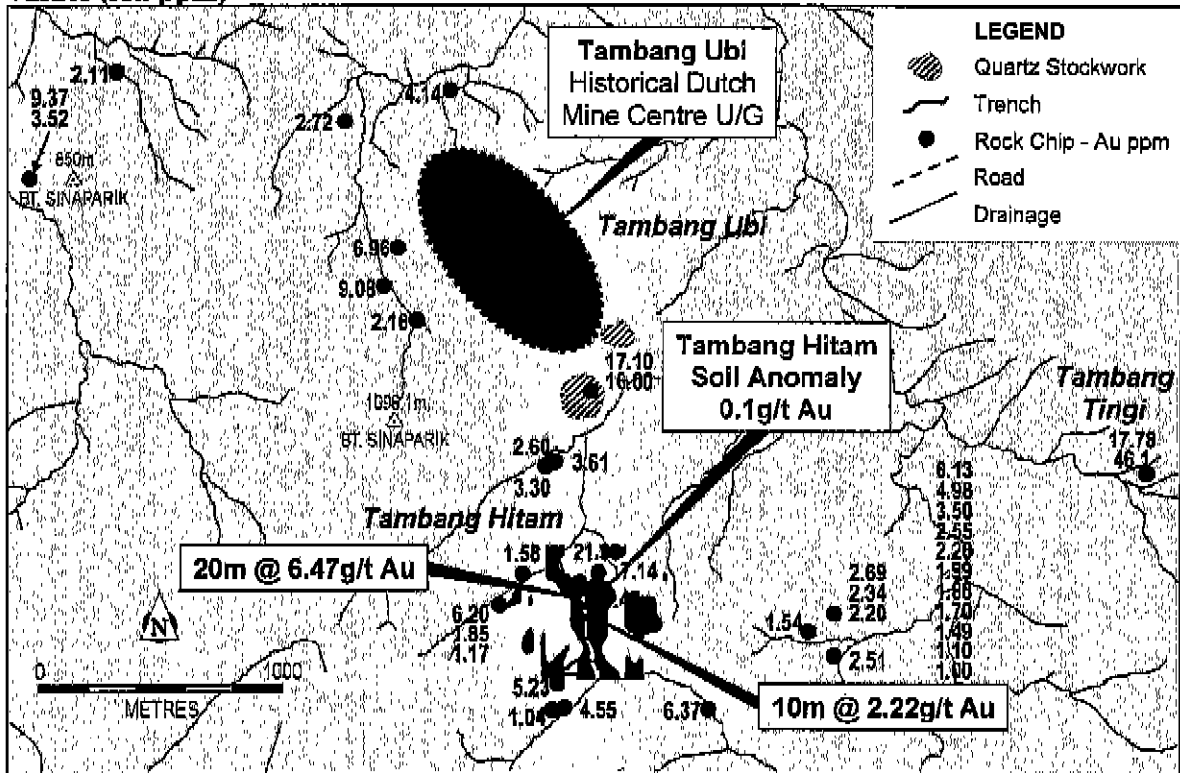 LEGEND
Quartz Stockwork
Trench
Rock Chip - Au ppm
Road
Drainage
Tambang Ubi
Historical Dutch
Mine Centre U/G
2.11
9.37
3.52
850m
BT. SINAPARIK
2.72
4.14
Tambang Ubi
6.96
9.08
2.16
1096.1m
BT. SINAPARIK
17.10
16.00
Tambang Hitam
Soil Anomaly
0.1g/t Au
Tambang
Tingi
17.78
46.1
2.60
3.61
3.30
Tambang Hitam
20m @ 6.47g/t Au
1.58
7.14
6.20
1.85
1.17
5.23
1.04
4.55
6.37
10m @ 2.22g/t Au
1.54
2.69
2.34
2.20
2.51
6.13
4.98
3.50
2.55
2.20
1.99
1.70
1.49
1.10
1.00
N
0
1000
METRES